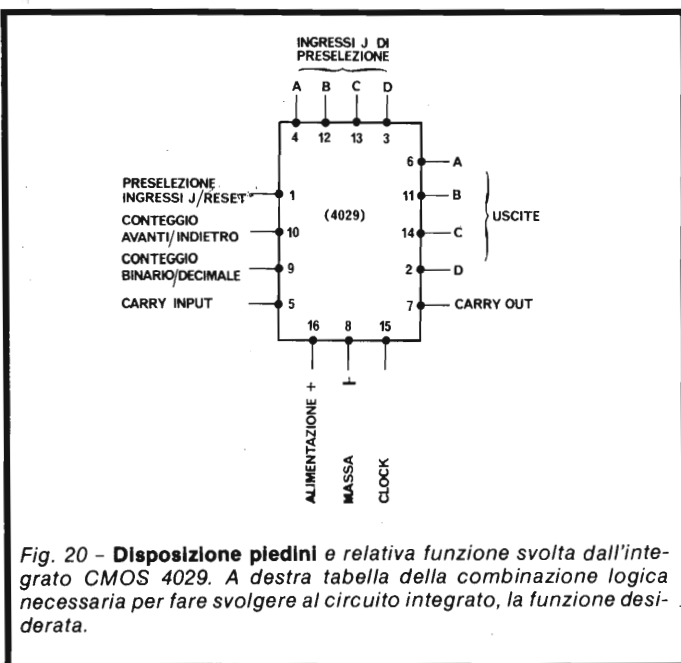 INGRESSI J DI
PRESELEZIONE
A B C D
4 12 13 3
PRESELEZIONE
INGRESSI J/RESET 1
CONTEGGIO
AVANTI/INDIETRO 10
CONTEGGIO
BINARIO/DECIMALE 9
CARRY INPUT 5
(4029)
6 A
11 B
14 C
2 D
USCITE
7 CARRY OUT
16 8 15
ALIMENTAZIONE +
MASSA
CLOCK
Fig. 20 – Disposizione piedini e relativa funzione svolta dall'inte-
grato CMOS 4029. A destra tabella della combinazione logica
necessaria per fare svolgere al circuito integrato, la funzione desi-
derata.